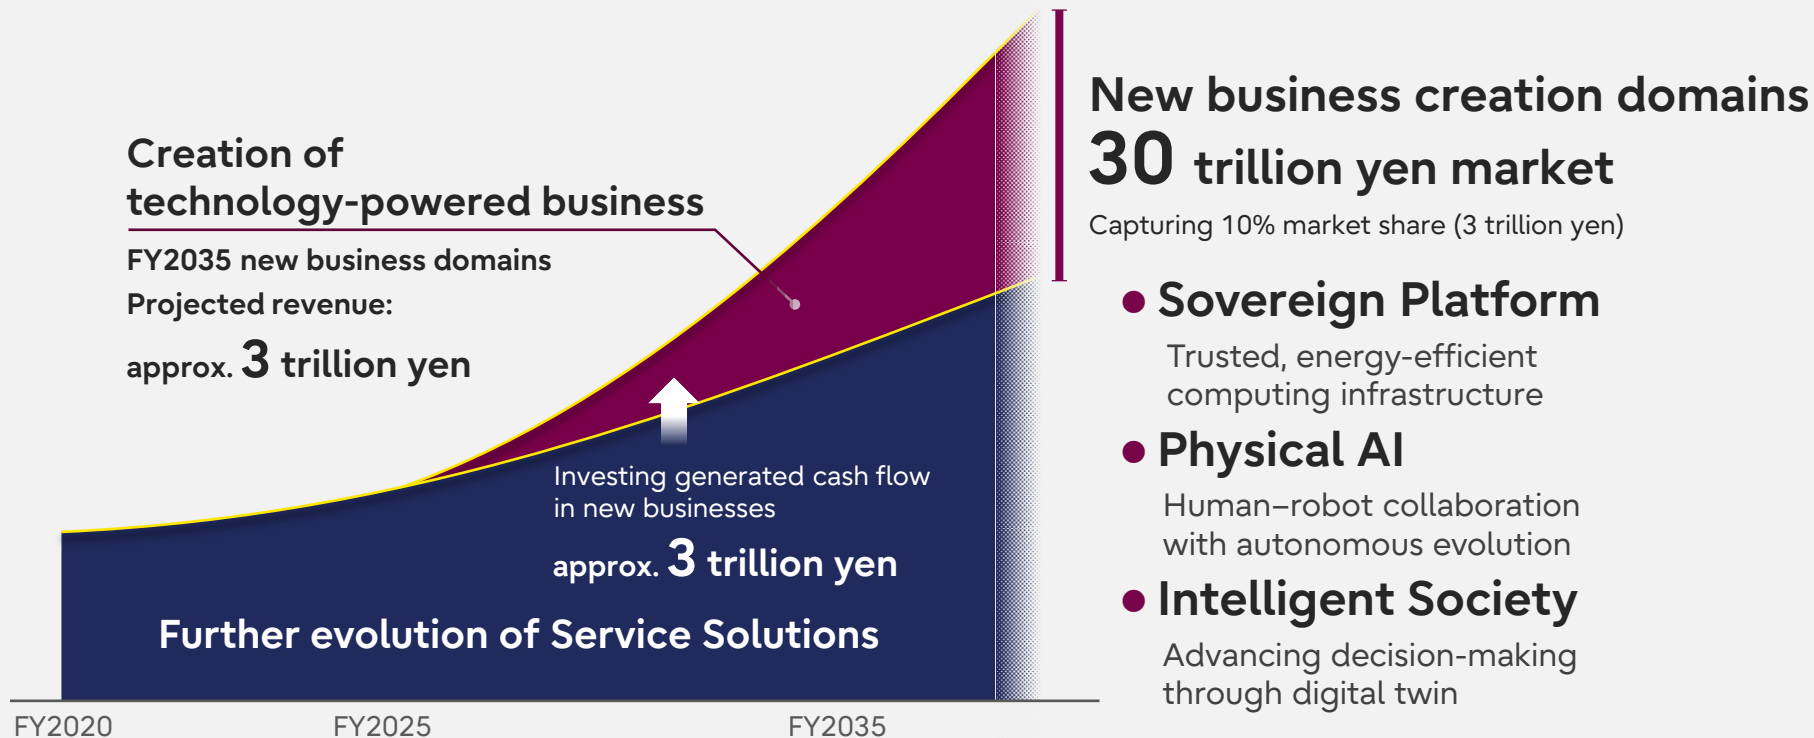 Creation of
technology-powered business
FY2035 new business domains
Projected revenue:
approx. 3 trillion yen
Investing generated cash flow
in new businesses
approx. 3 trillion yen
Further evolution of Service Solutions
FY2020
FY2025
FY2035
New business creation domains
30 trillion yen market
Capturing 10% market share (3 trillion yen)
● Sovereign Platform
Trusted, energy-efficient
computing infrastructure
● Physical AI
Human–robot collaboration
with autonomous evolution
● Intelligent Society
Advancing decision-making
through digital twin